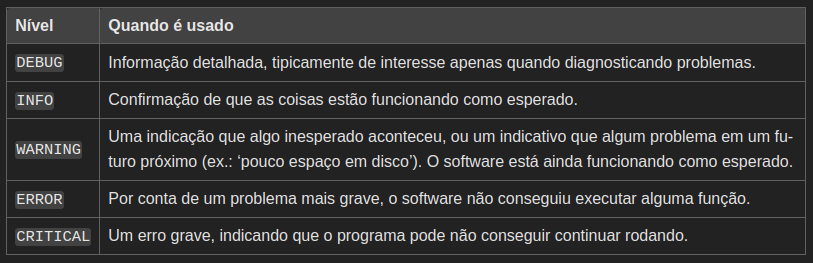 Nível Quando é usado
DEBUG Informação detalhada, tipicamente de interesse apenas quando diagnosticando problemas.
INFO Confirmação de que as coisas estão funcionando como esperado.
WARNING Uma indicação que algo inesperado aconteceu, ou um indicativo que algum problema em um fu-
turo próximo (ex.: ‘pouco espaço em disco’). O software está ainda funcionando como esperado.
ERROR Por conta de um problema mais grave, o software não conseguiu executar alguma função.
CRITICAL Um erro grave, indicando que o programa pode não conseguir continuar rodando.